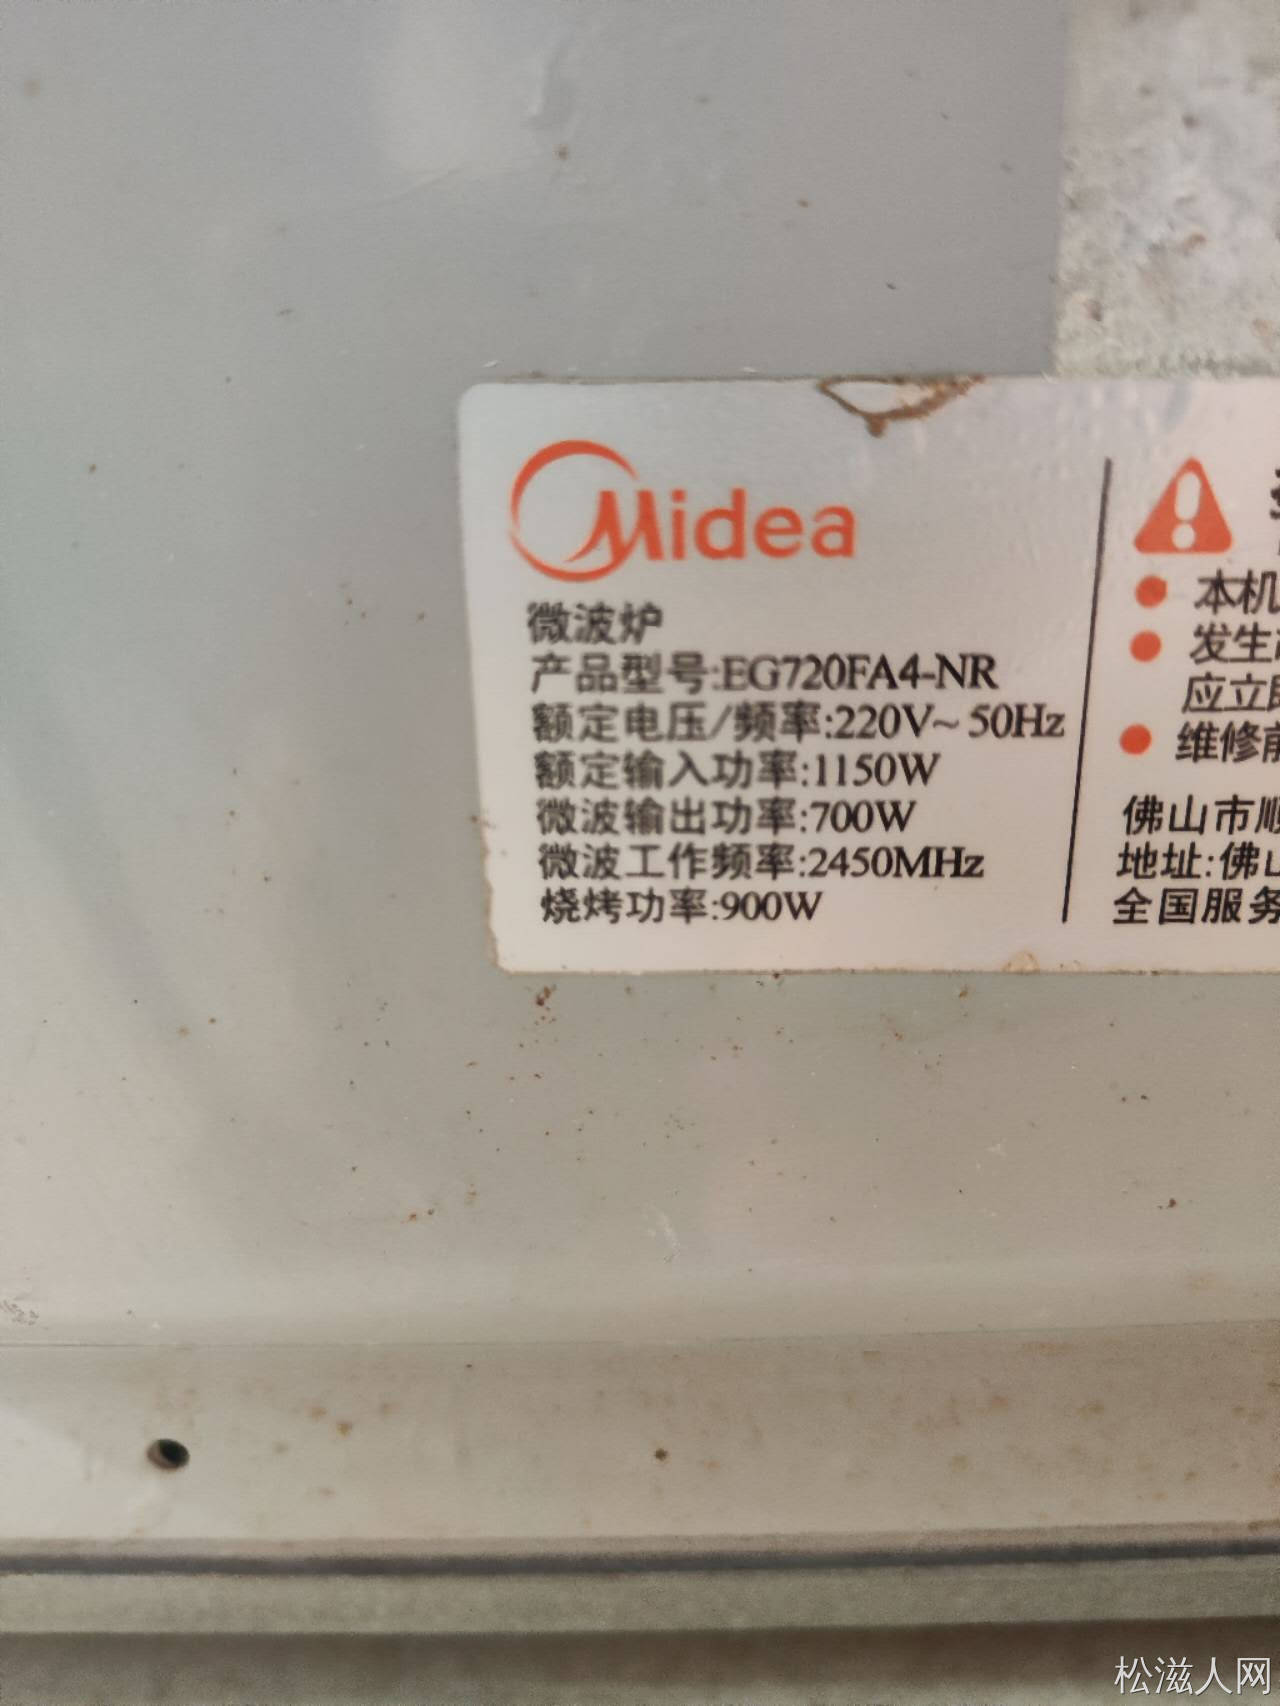 Midea
微波炉
产品型号:EG720FA4-NR
额定电压/频率:220V~ 50Hz
额定输入功率:1150W
微波输出功率:700W
微波工作频率:2450MHz
烧烤功率:900W
本机
发生
应立
维修
佛山市顺
地址:佛山
全国服务
松滋人网